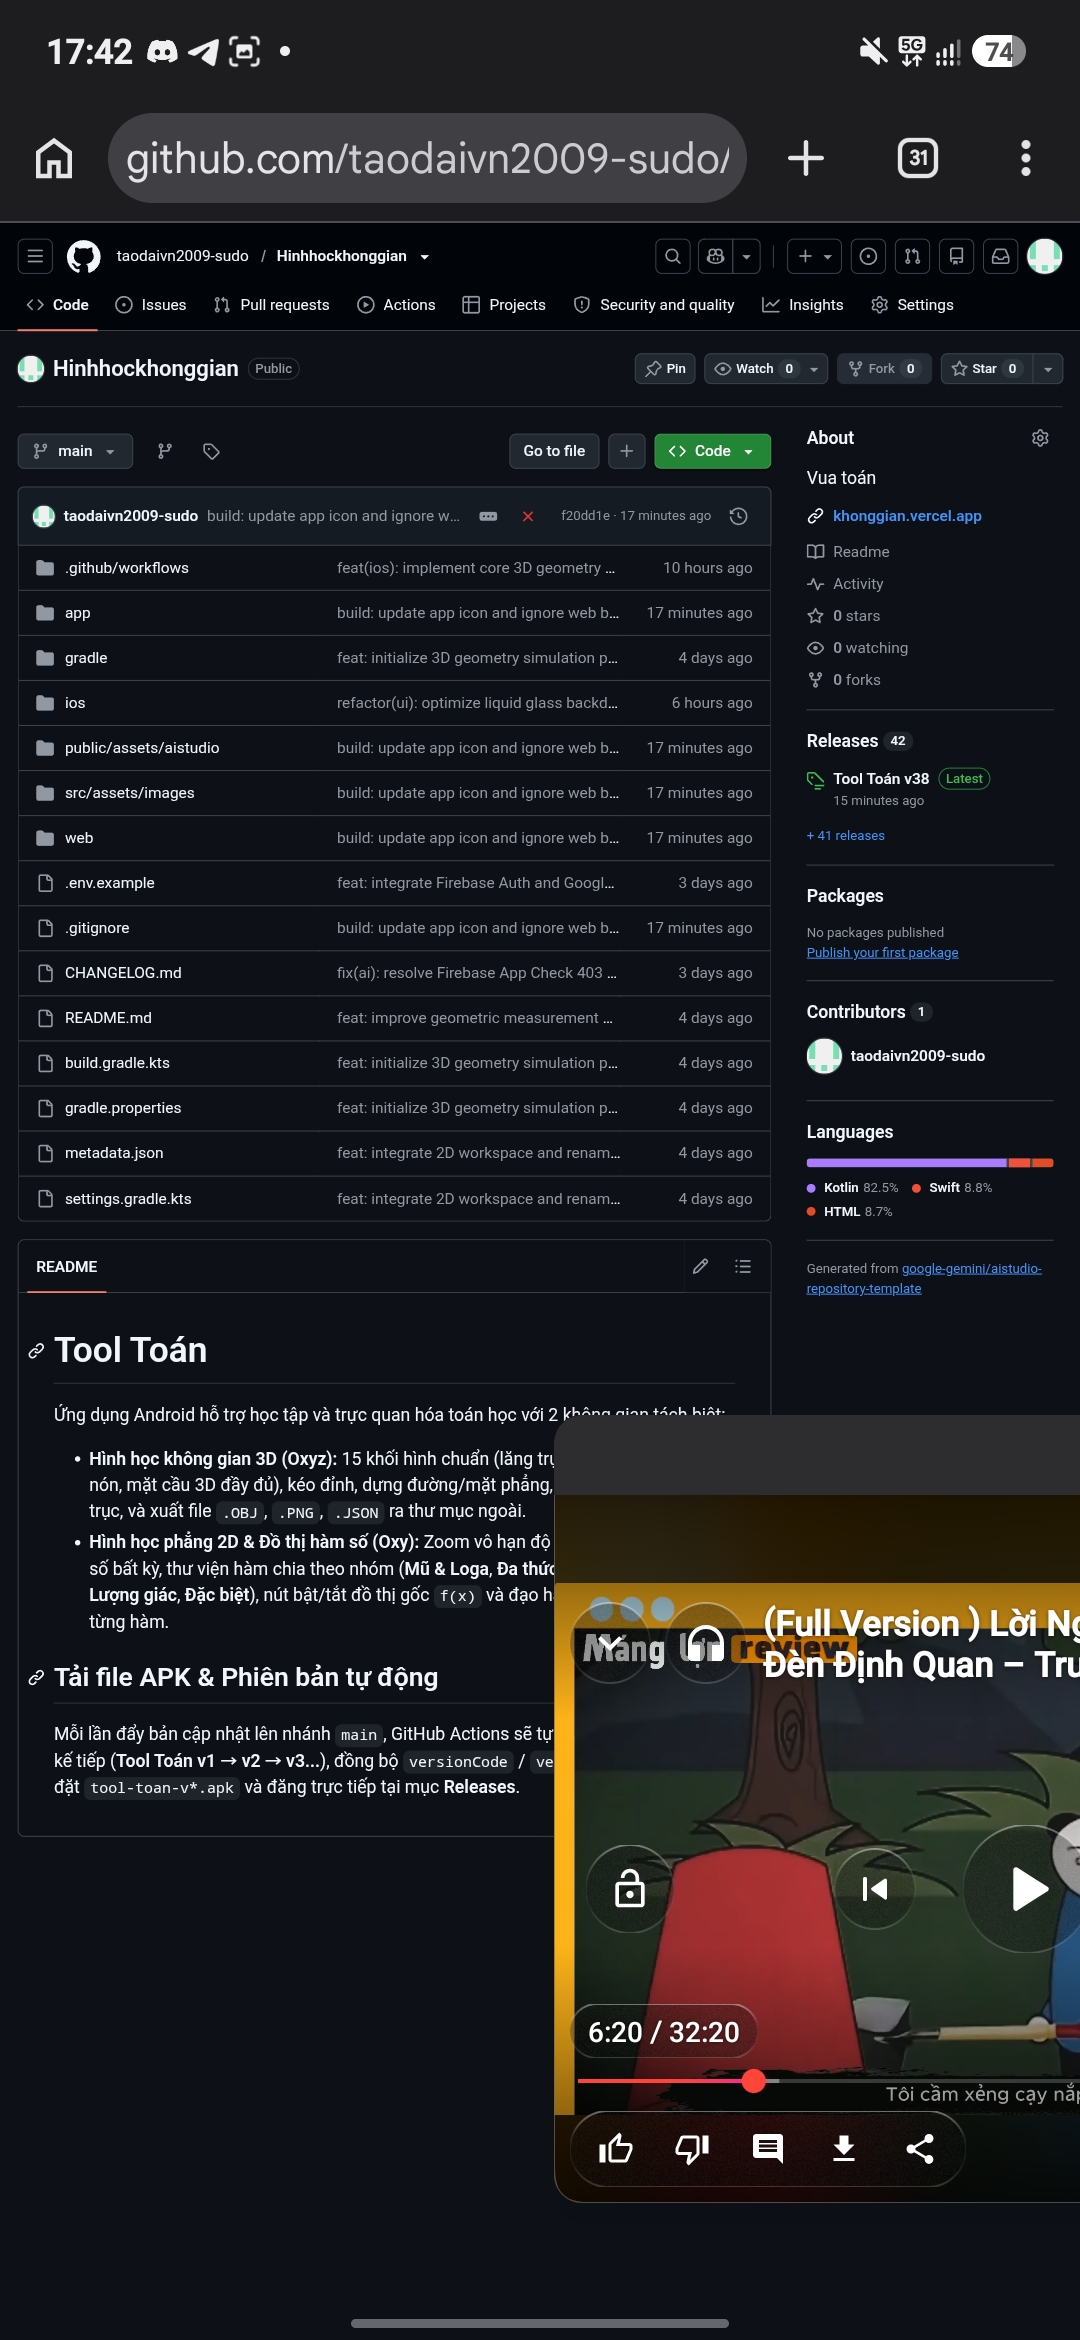 17:42
5G
74
github.com/taodaivn2009-sudo/
31
taodaivn2009-sudo / Hinhhockhonggian
Code Issues Pull requests Actions Projects Security and quality Insights Settings
Hinhhockhonggian Public
Pin Watch 0 Fork 0 Star 0
main Go to file Code
taodaivn2009-sudo build: update app icon and ignore w... f20dd1e · 17 minutes ago
.github/workflows feat(ios): implement core 3D geometry ... 10 hours ago
app build: update app icon and ignore web b... 17 minutes ago
gradle feat: initialize 3D geometry simulation p... 4 days ago
ios refactor(ui): optimize liquid glass backd... 6 hours ago
public/assets/aistudio build: update app icon and ignore web b... 17 minutes ago
src/assets/images build: update app icon and ignore web b... 17 minutes ago
web build: update app icon and ignore web b... 17 minutes ago
.env.example feat: integrate Firebase Auth and Googl... 3 days ago
.gitignore build: update app icon and ignore web b... 17 minutes ago
CHANGELOG.md fix(ai): resolve Firebase App Check 403 ... 3 days ago
README.md feat: improve geometric measurement ... 4 days ago
build.gradle.kts feat: initialize 3D geometry simulation p... 4 days ago
gradle.properties feat: initialize 3D geometry simulation p... 4 days ago
metadata.json feat: integrate 2D workspace and renam... 4 days ago
settings.gradle.kts feat: integrate 2D workspace and renam... 4 days ago
About
Vua toán
khonggian.vercel.app
Readme
Activity
0 stars
0 watching
0 forks
Releases 42
Tool Toán v38 Latest
15 minutes ago
+ 41 releases
Packages
No packages published
Publish your first package
Contributors 1
taodaivn2009-sudo
Languages
Kotlin 82.5% Swift 8.8%
HTML 8.7%
Generated from google-gemini/aistudio-
repository-template
README
Tool Toán
Ứng dụng Android hỗ trợ học tập và trực quan hóa toán học với 2 không gian tách biệt:
• Hình học không gian 3D (Oxyz): 15 khối hình chuẩn (lăng trụ
nón, mặt cầu 3D đầy đủ), kéo đỉnh, dựng đường/mặt phẳng,
trục, và xuất file .OBJ, .PNG, .JSON ra thư mục ngoài.
• Hình học phẳng 2D & Đồ thị hàm số (Oxy): Zoom vô hạn độ
số bất kỳ, thư viện hàm chia theo nhóm (Mũ & Loga, Đa thức
Lượng giác, Đặc biệt), nút bật/tắt đồ thị gốc f(x) và đạo h
từng hàm.
Tải file APK & Phiên bản tự động
Mỗi lần đẩy bản cập nhật lên nhánh main, GitHub Actions sẽ tự
kế tiếp (Tool Toán v1 → v2 → v3...), đồng bộ versionCode / ve
đặt tool-toan-v*.apk và đăng trực tiếp tại mục Releases.
(Full Version ) Lời Ng
Đèn Định Quan – Tru
Máng lợn review
6:20 / 32:20
Tôi cầm xẻng cạy nắp